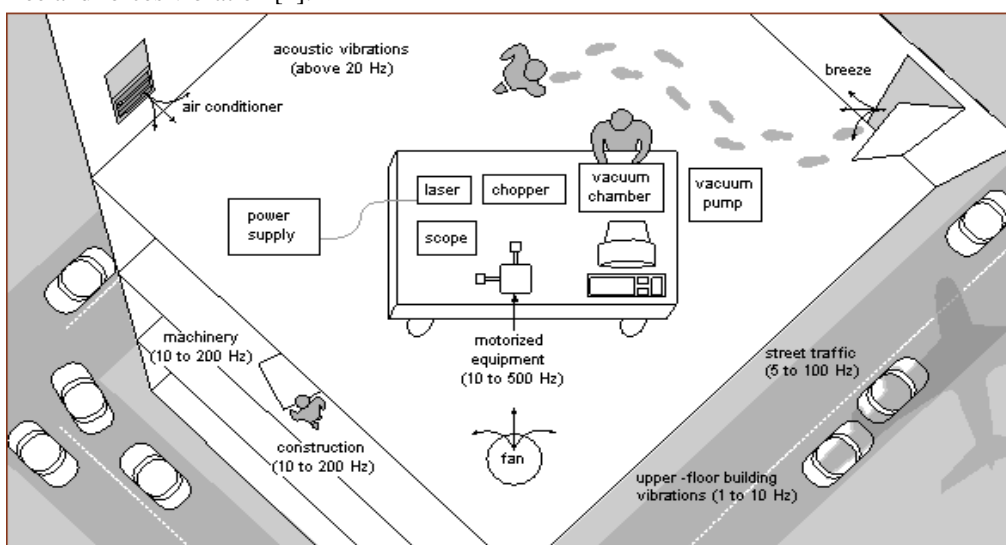 acoustic vibrations
(above 20 Hz)
breeze
air conditioner
laser
chopper
vacuum
chamber
vacuum
pump
power
supply
scope
machinery
(10 to 200 Hz)
motorized
equipment
(10 to 500 Hz)
street traffic
(5 to 100 Hz)
construction
(10 to 200 Hz)
fan
upper -floor building
vibrations (1 to 10 Hz)